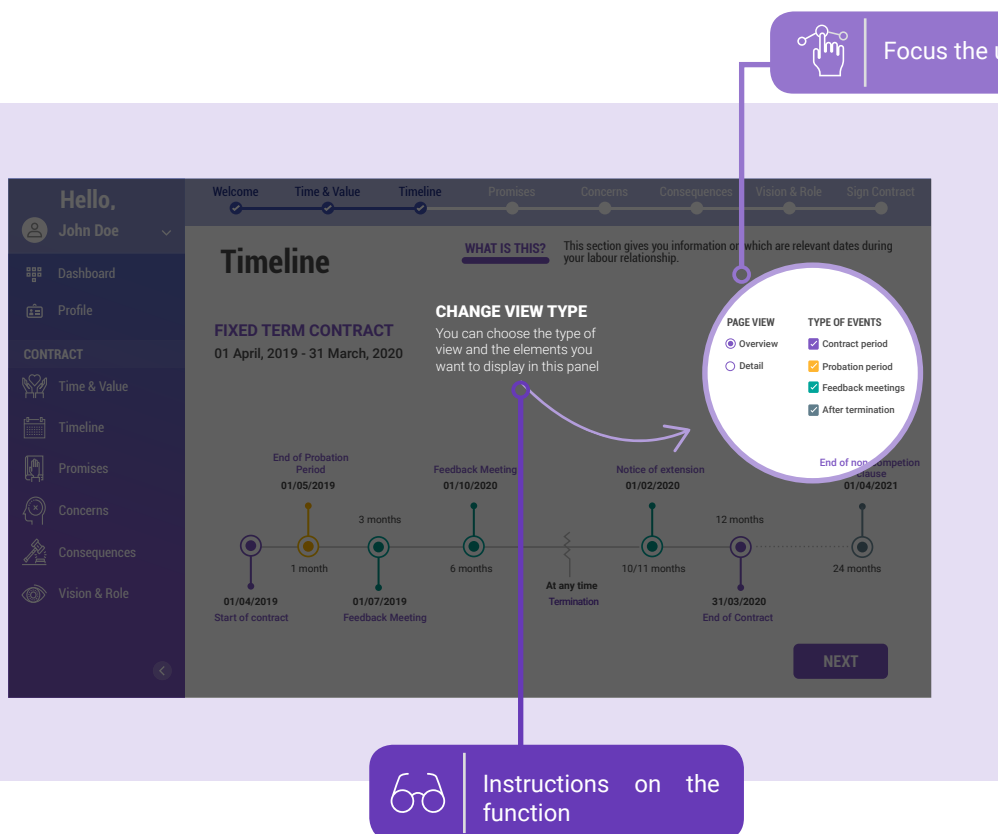 Focus the
Hello,
John Doe
Dashboard
Profile
CONTRACT
Time & Value
Timeline
Promises
Concerns
Consequences
Vision & Role
Welcome Time & Value Timeline Promises Concerns Consequences Vision & Role Sign Contract
Timeline
WHAT IS THIS?
This section gives you information on which are relevant dates during
your labour relationship.
FIXED TERM CONTRACT
01 April, 2019 - 31 March, 2020
CHANGE VIEW TYPE
You can choose the type of
view and the elements you
want to display in this panel
PAGE VIEW
Overview
Detail
TYPE OF EVENTS
Contract period
Probation period
Feedback meetings
After termination
End of Probation
Period
01/05/2019
Feedback Meeting
01/10/2020
Notice of extension
01/02/2020
End of non competion
Clause
01/04/2021
3 months
12 months
1 month
6 months
10/11 months
24 months
At any time
Termination
01/04/2019
Start of contract
01/07/2019
Feedback Meeting
31/03/2020
End of Contract
NEXT
Instructions on the
function